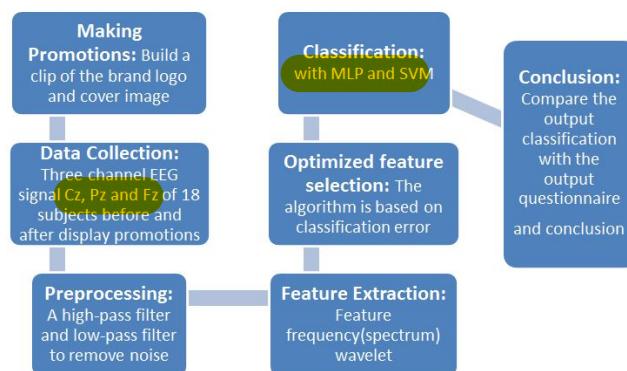 Making
Promotions: Build
a clip of the brand logo
and cover image
Data Collection:
Three channel EEG
signal Cz, Pz and Fz of 18
subjects before and
after display promotions
Preprocessing:
A high-pass filter
and low-pass filter
to remove noise
Feature Extraction:
Feature
frequency(spectrum)
wavelet
Optimized feature
selection: The
algorithm is based on
classification error
Classification:
with MLP and SVM
Conclusion:
Compare the
output
classification
with the
output
questionnaire
and conclusion